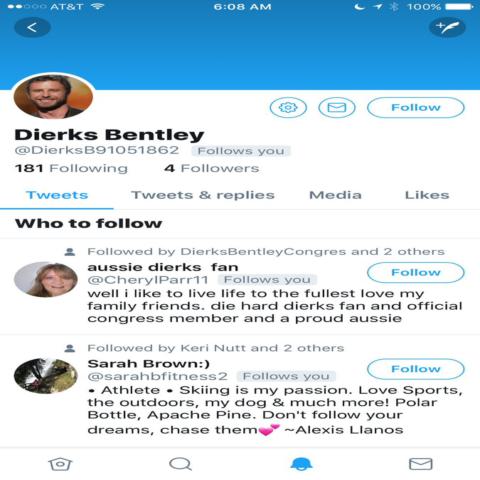 AT&T 6:08 AM 100%
Follow
Dierks Bentley
@DierksB91051862 Follows you
181 Following 4 Followers
Tweets Tweets & replies Media Likes
Who to follow
Followed by DierksBentleyCongres and 2 others
aussie dierks fan
@CherylParr11 Follows you
Follow
well i like to live life to the fullest love my
family friends. die hard dierks fan and official
congress member and a proud aussie
Followed by Keri Nutt and 2 others
Sarah Brown:)
@sarahbfitness2 Follows you
Follow
• Athlete • Skiing is my passion. Love Sports,
the outdoors, my dog & much more! Polar
Bottle, Apache Pine. Don't follow your
dreams, chase them💕 ~Alexis Llanos